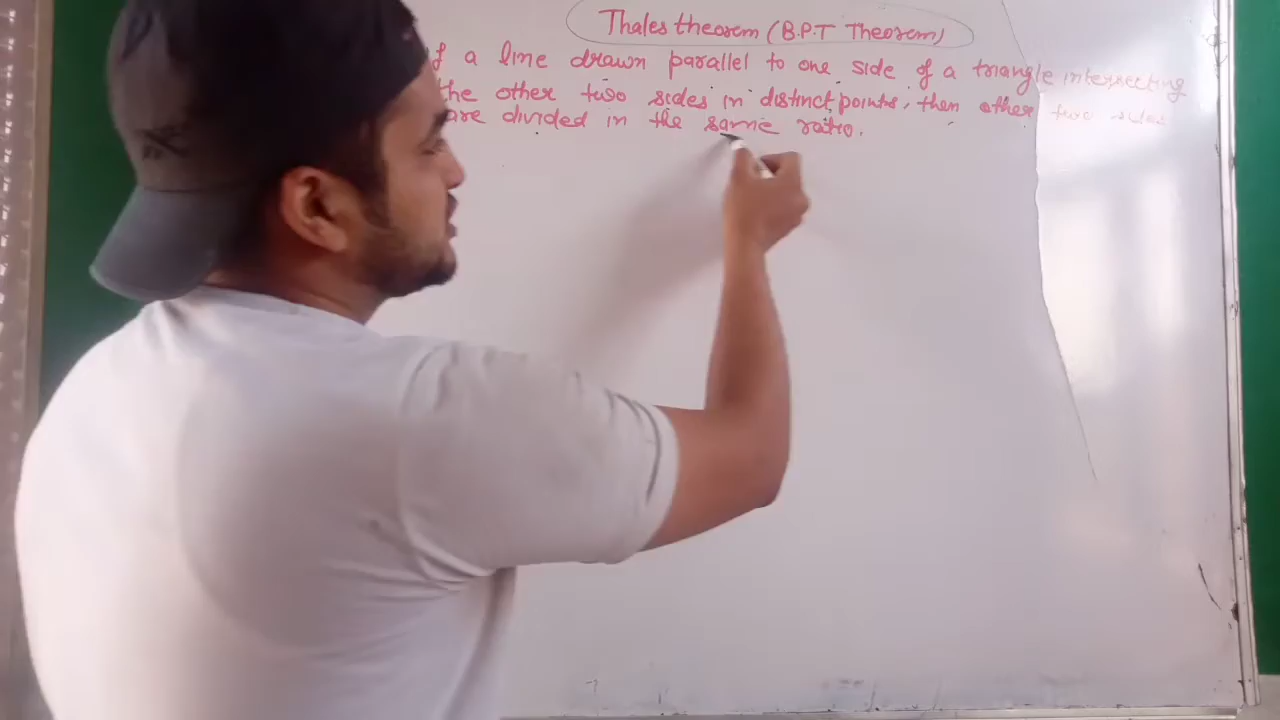 Thales theorem (B.P.T Theorem)
If a line drawn parallel to one side of a triangle intersecting
the other two sides in distinct points, then other two sides
are divided in the same ratio.